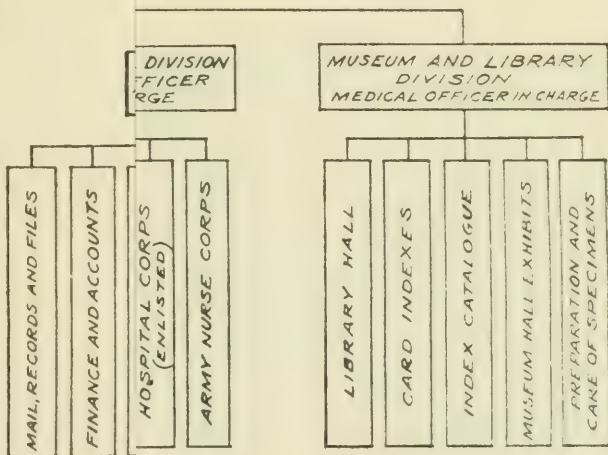 DIVISION
RGE
MUSEUM AND LIBRARY
DIVISION
MEDICAL OFFICER IN CHARGE
MAIL, RECORDS AND FILES
FINANCE AND ACCOUNTS
HOSPITAL CORPS
(ENLISTED)
ARMY NURSE CORPS
LIBRARY HALL
CARD INDEXES
INDEX CATALOGUE
MUSEUM HALL EXHIBITS
PREPARATION AND
CARE OF SPECIMENS